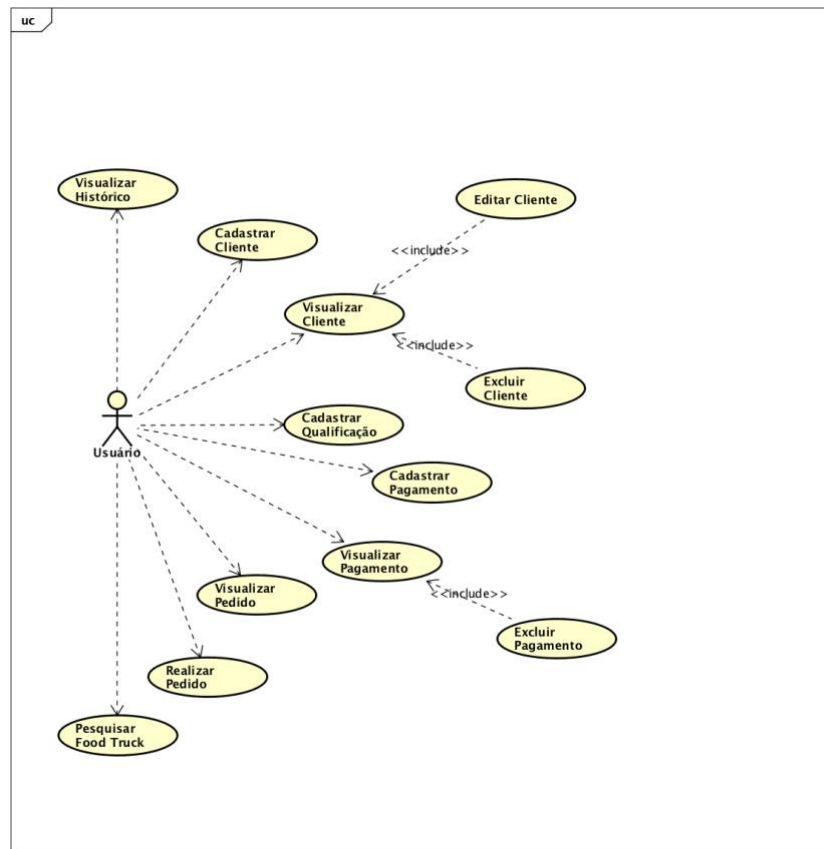 uc
Visualizar
Histórico
Editar Cliente
Cadastrar
Cliente
<<include>>
Visualizar
Cliente
<<include>>
Excluir
Cliente
Cadastrar
Qualificação
Usuário
Cadastrar
Pagamento
Visualizar
Pagamento
<<include>>
Visualizar
Pedido
Excluir
Pagamento
Realizar
Pedido
Pesquisar
Food Truck